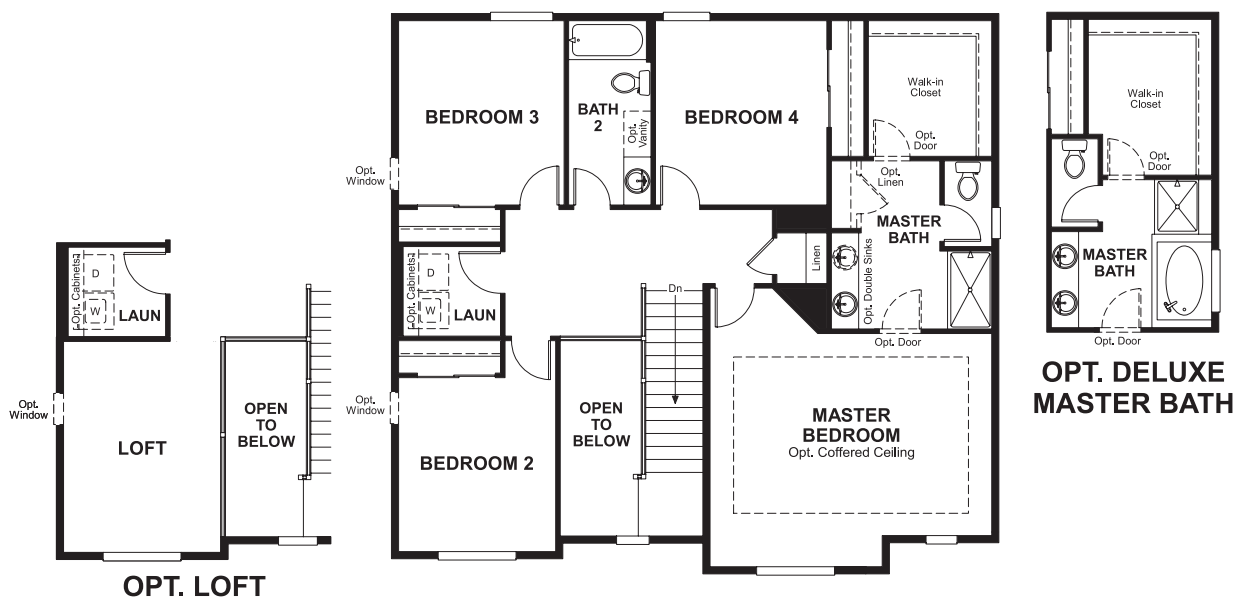 BEDROOM 3
BATH
2
Opt.
Vanity
BEDROOM 4
Walk-in
Closet
Opt.
Door
Opt.
Linen
Opt.
Window
MASTER
BATH
Opt. Double Sinks
Linen
Opt. Cabinets
D
W
LAUN
Dn
Opt. Door
Opt.
Window
BEDROOM 2
OPEN
TO
BELOW
MASTER
BEDROOM
Opt. Coffered Ceiling
Opt. Cabinets
D
W
LAUN
Opt.
Window
LOFT
OPEN
TO
BELOW
OPT. LOFT
Walk-in
Closet
Opt.
Door
MASTER
BATH
Opt. Door
OPT. DELUXE
MASTER BATH